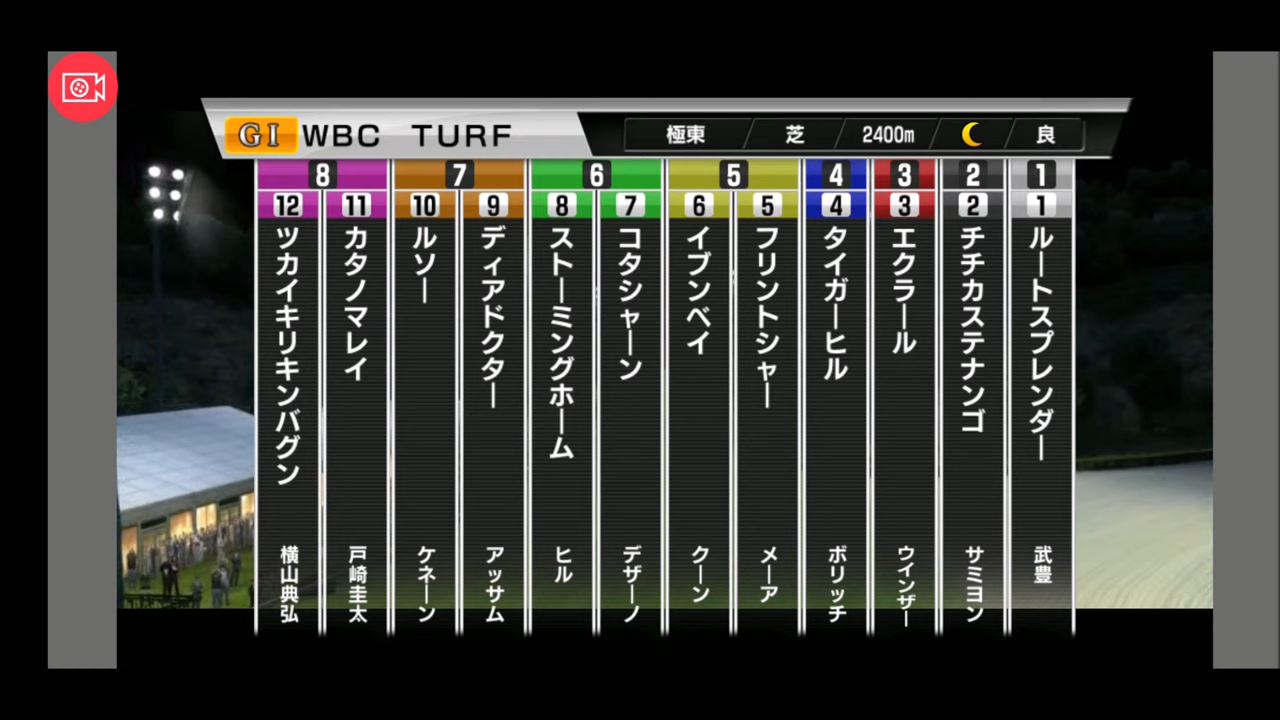 GI WBC TURF 極東 芝 2400m 良
1 1 ルートスプレンダー 武豊
2 2 チチカステナンゴ サミヨン
3 3 エクラール ウインザー
4 4 タイガーヒル ボリッチ
5 5 フリントシャー メーア
6 イブンベイ クーン
6 7 コタシャーン デザーノ
8 ストーミングホーム ヒル
7 9 ディアドクター アッサム
10 ルソー ケネーン
8 11 カタノマレイ 戸崎圭太
12 ツカイキリキンバグン 横山典弘